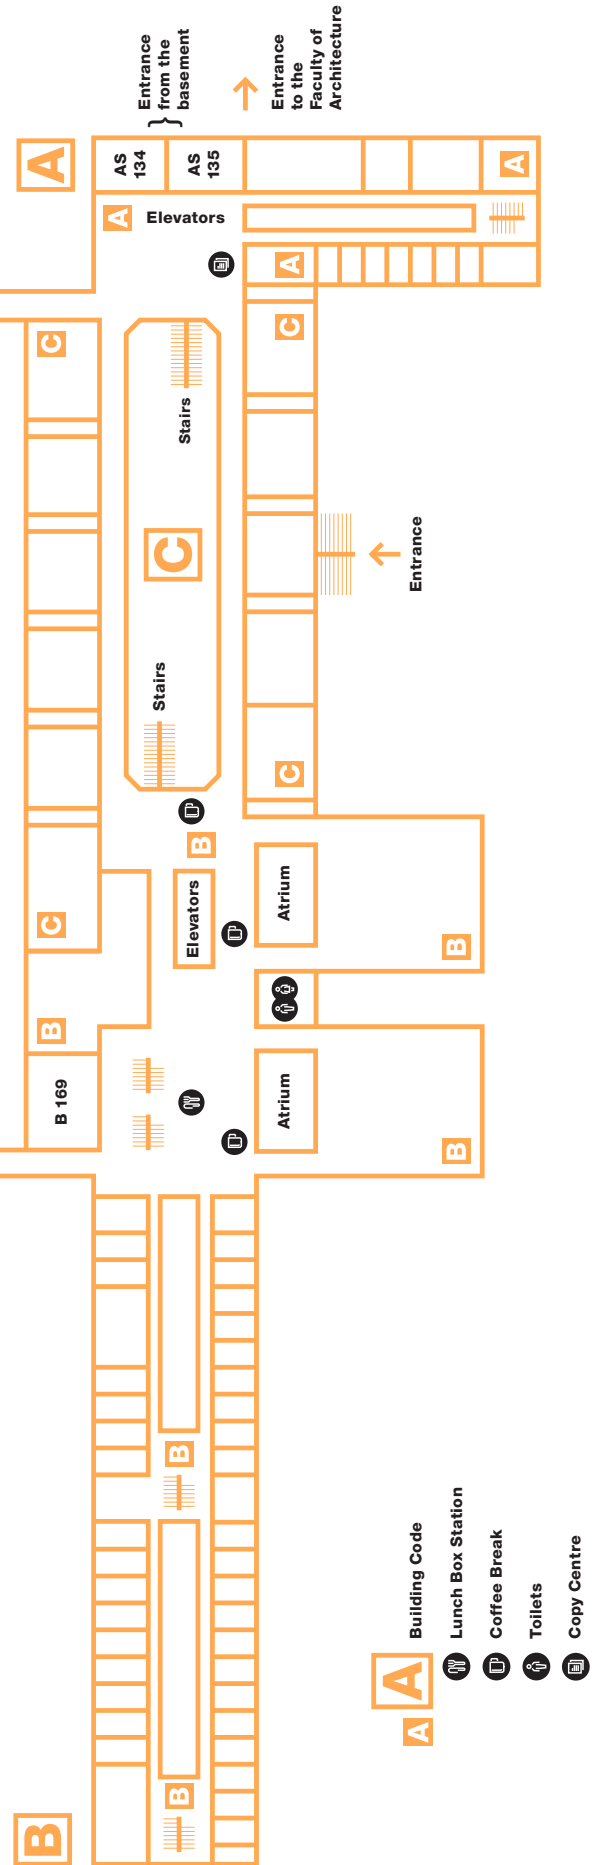 B
A
C
C
B
B 169
AS
134
AS
135
Entrance
from the
basement
Entrance
to the
Faculty of
Architecture
A
Elevators
Stairs
Stairs
C
B
B
B
Elevators
Atrium
Atrium
C
C
A
A
B
B
Entrance
A
A
Building Code
Lunch Box Station
Coffee Break
Toilets
Copy Centre